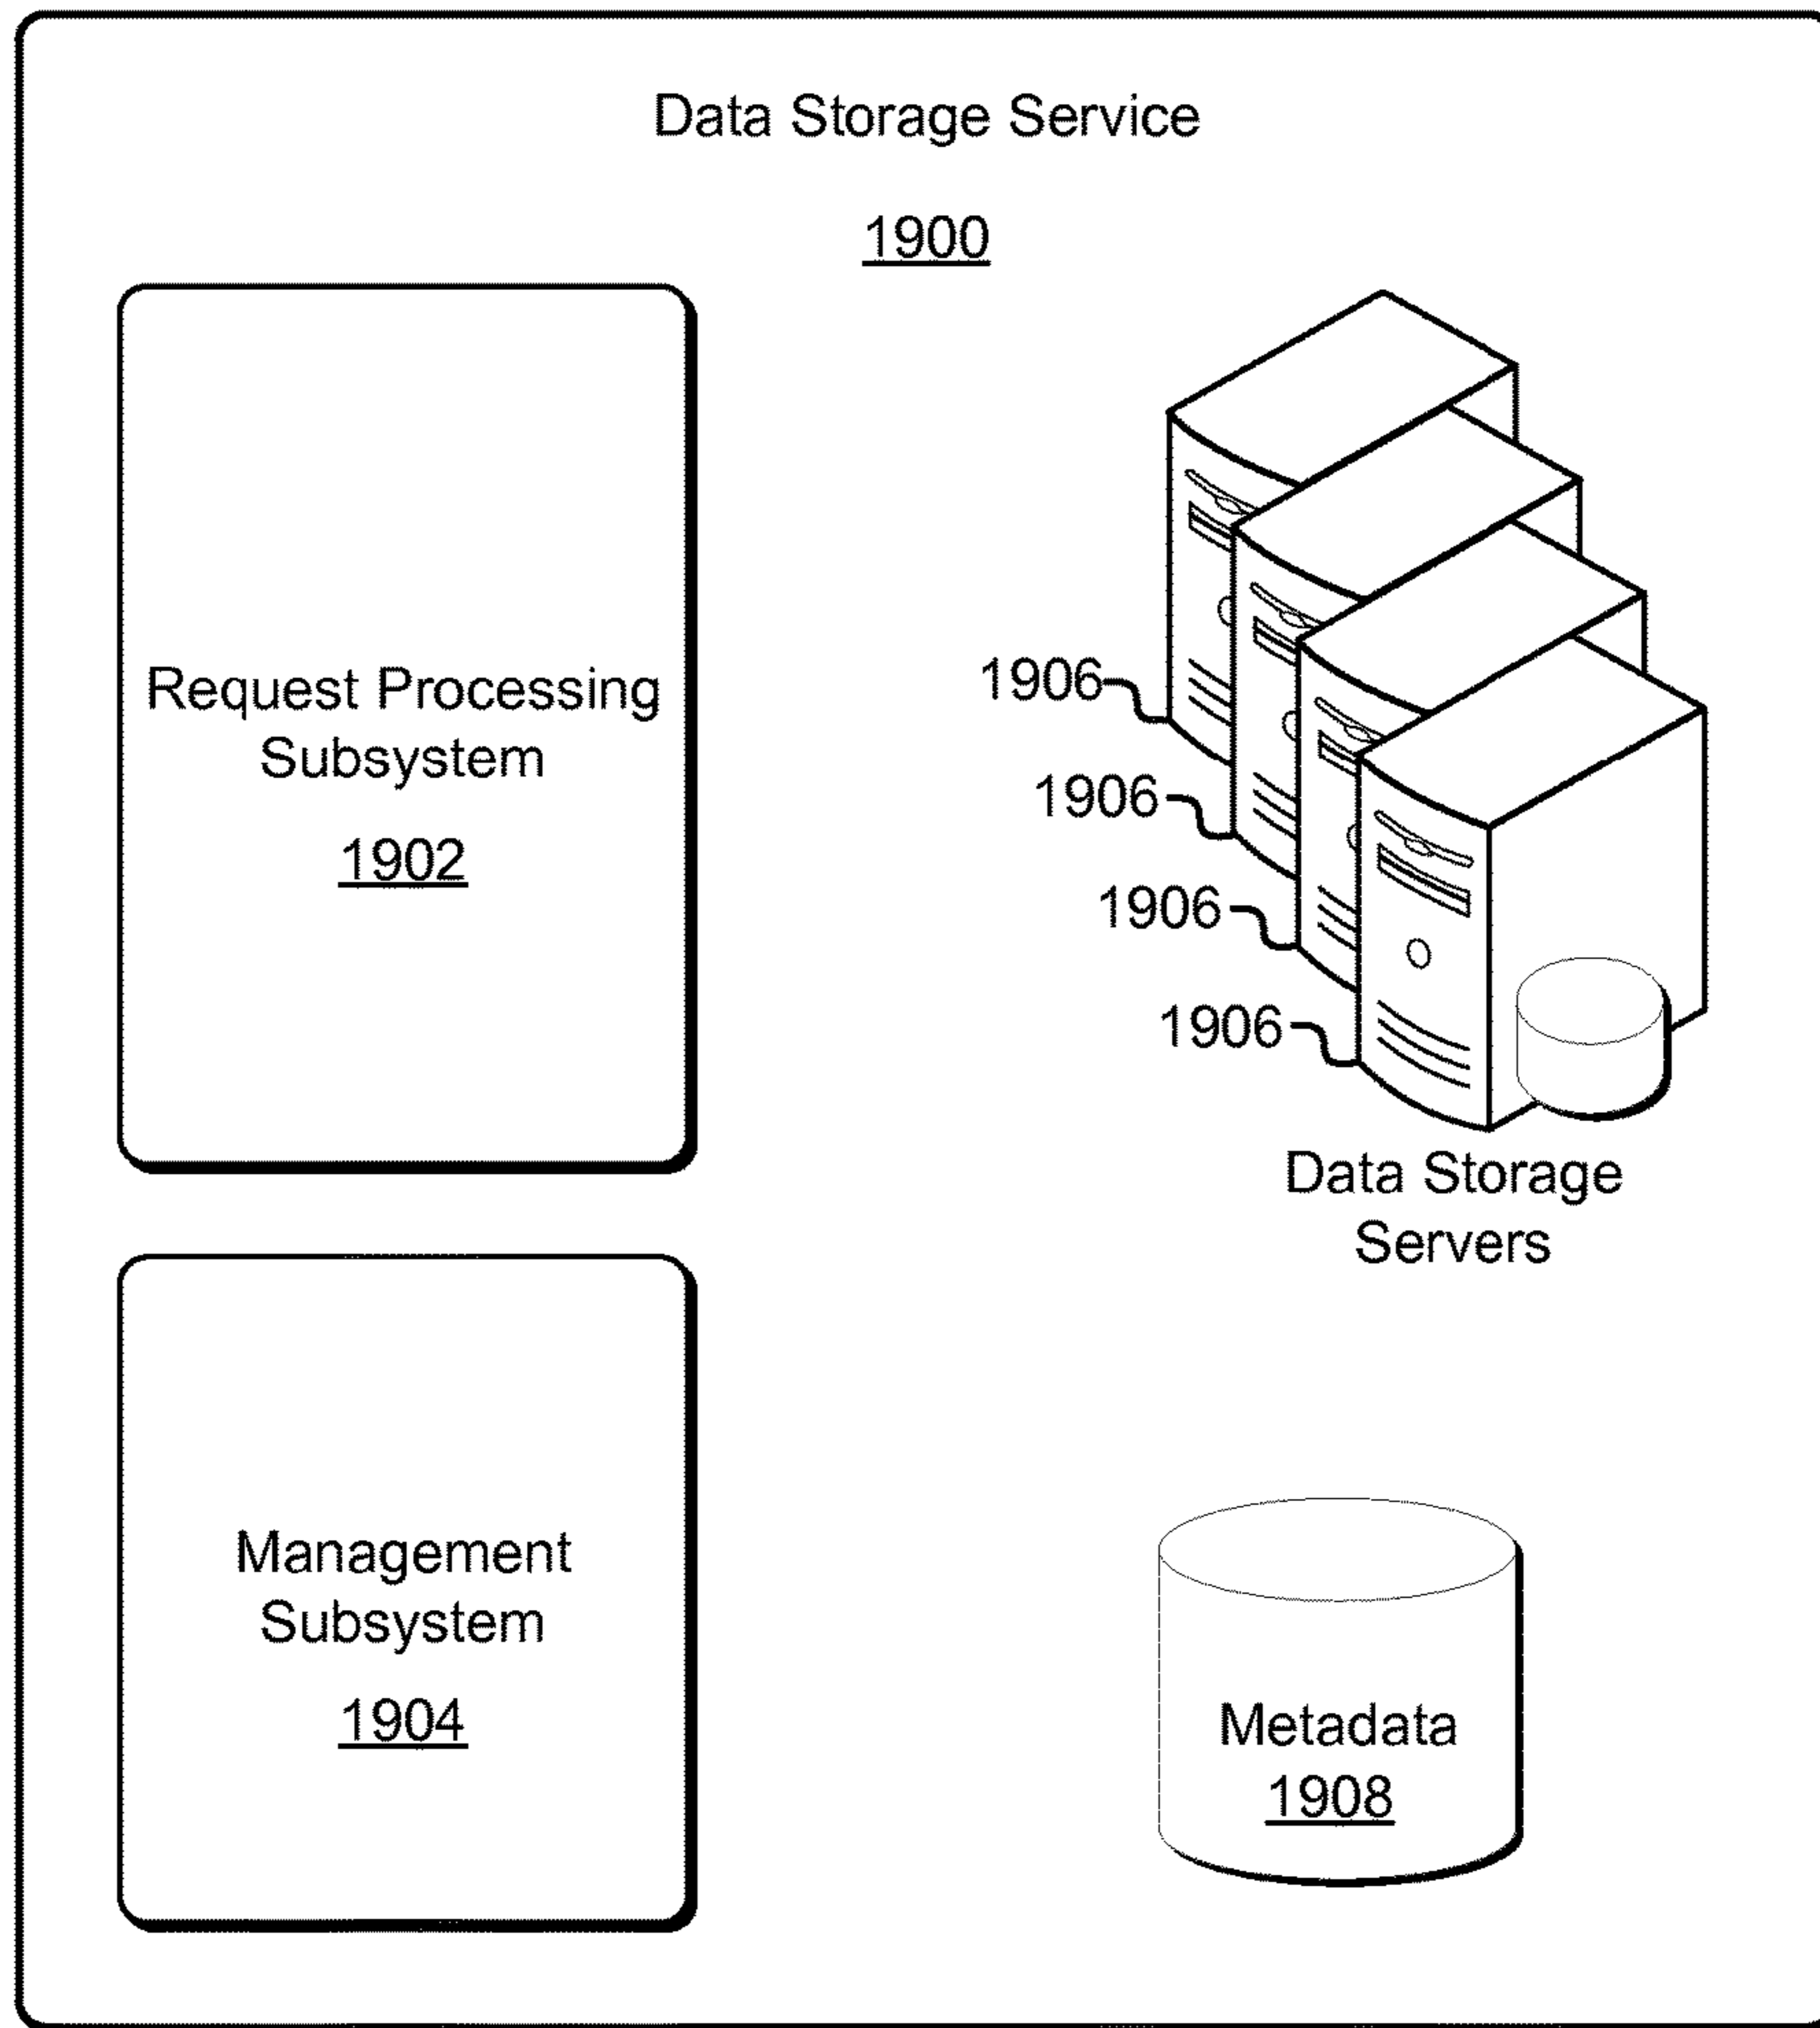 Data Storage Service
1900
Request Processing
Subsystem
1902
1906
1906
1906
1906
Data Storage
Servers
Management
Subsystem
1904
Metadata
1908